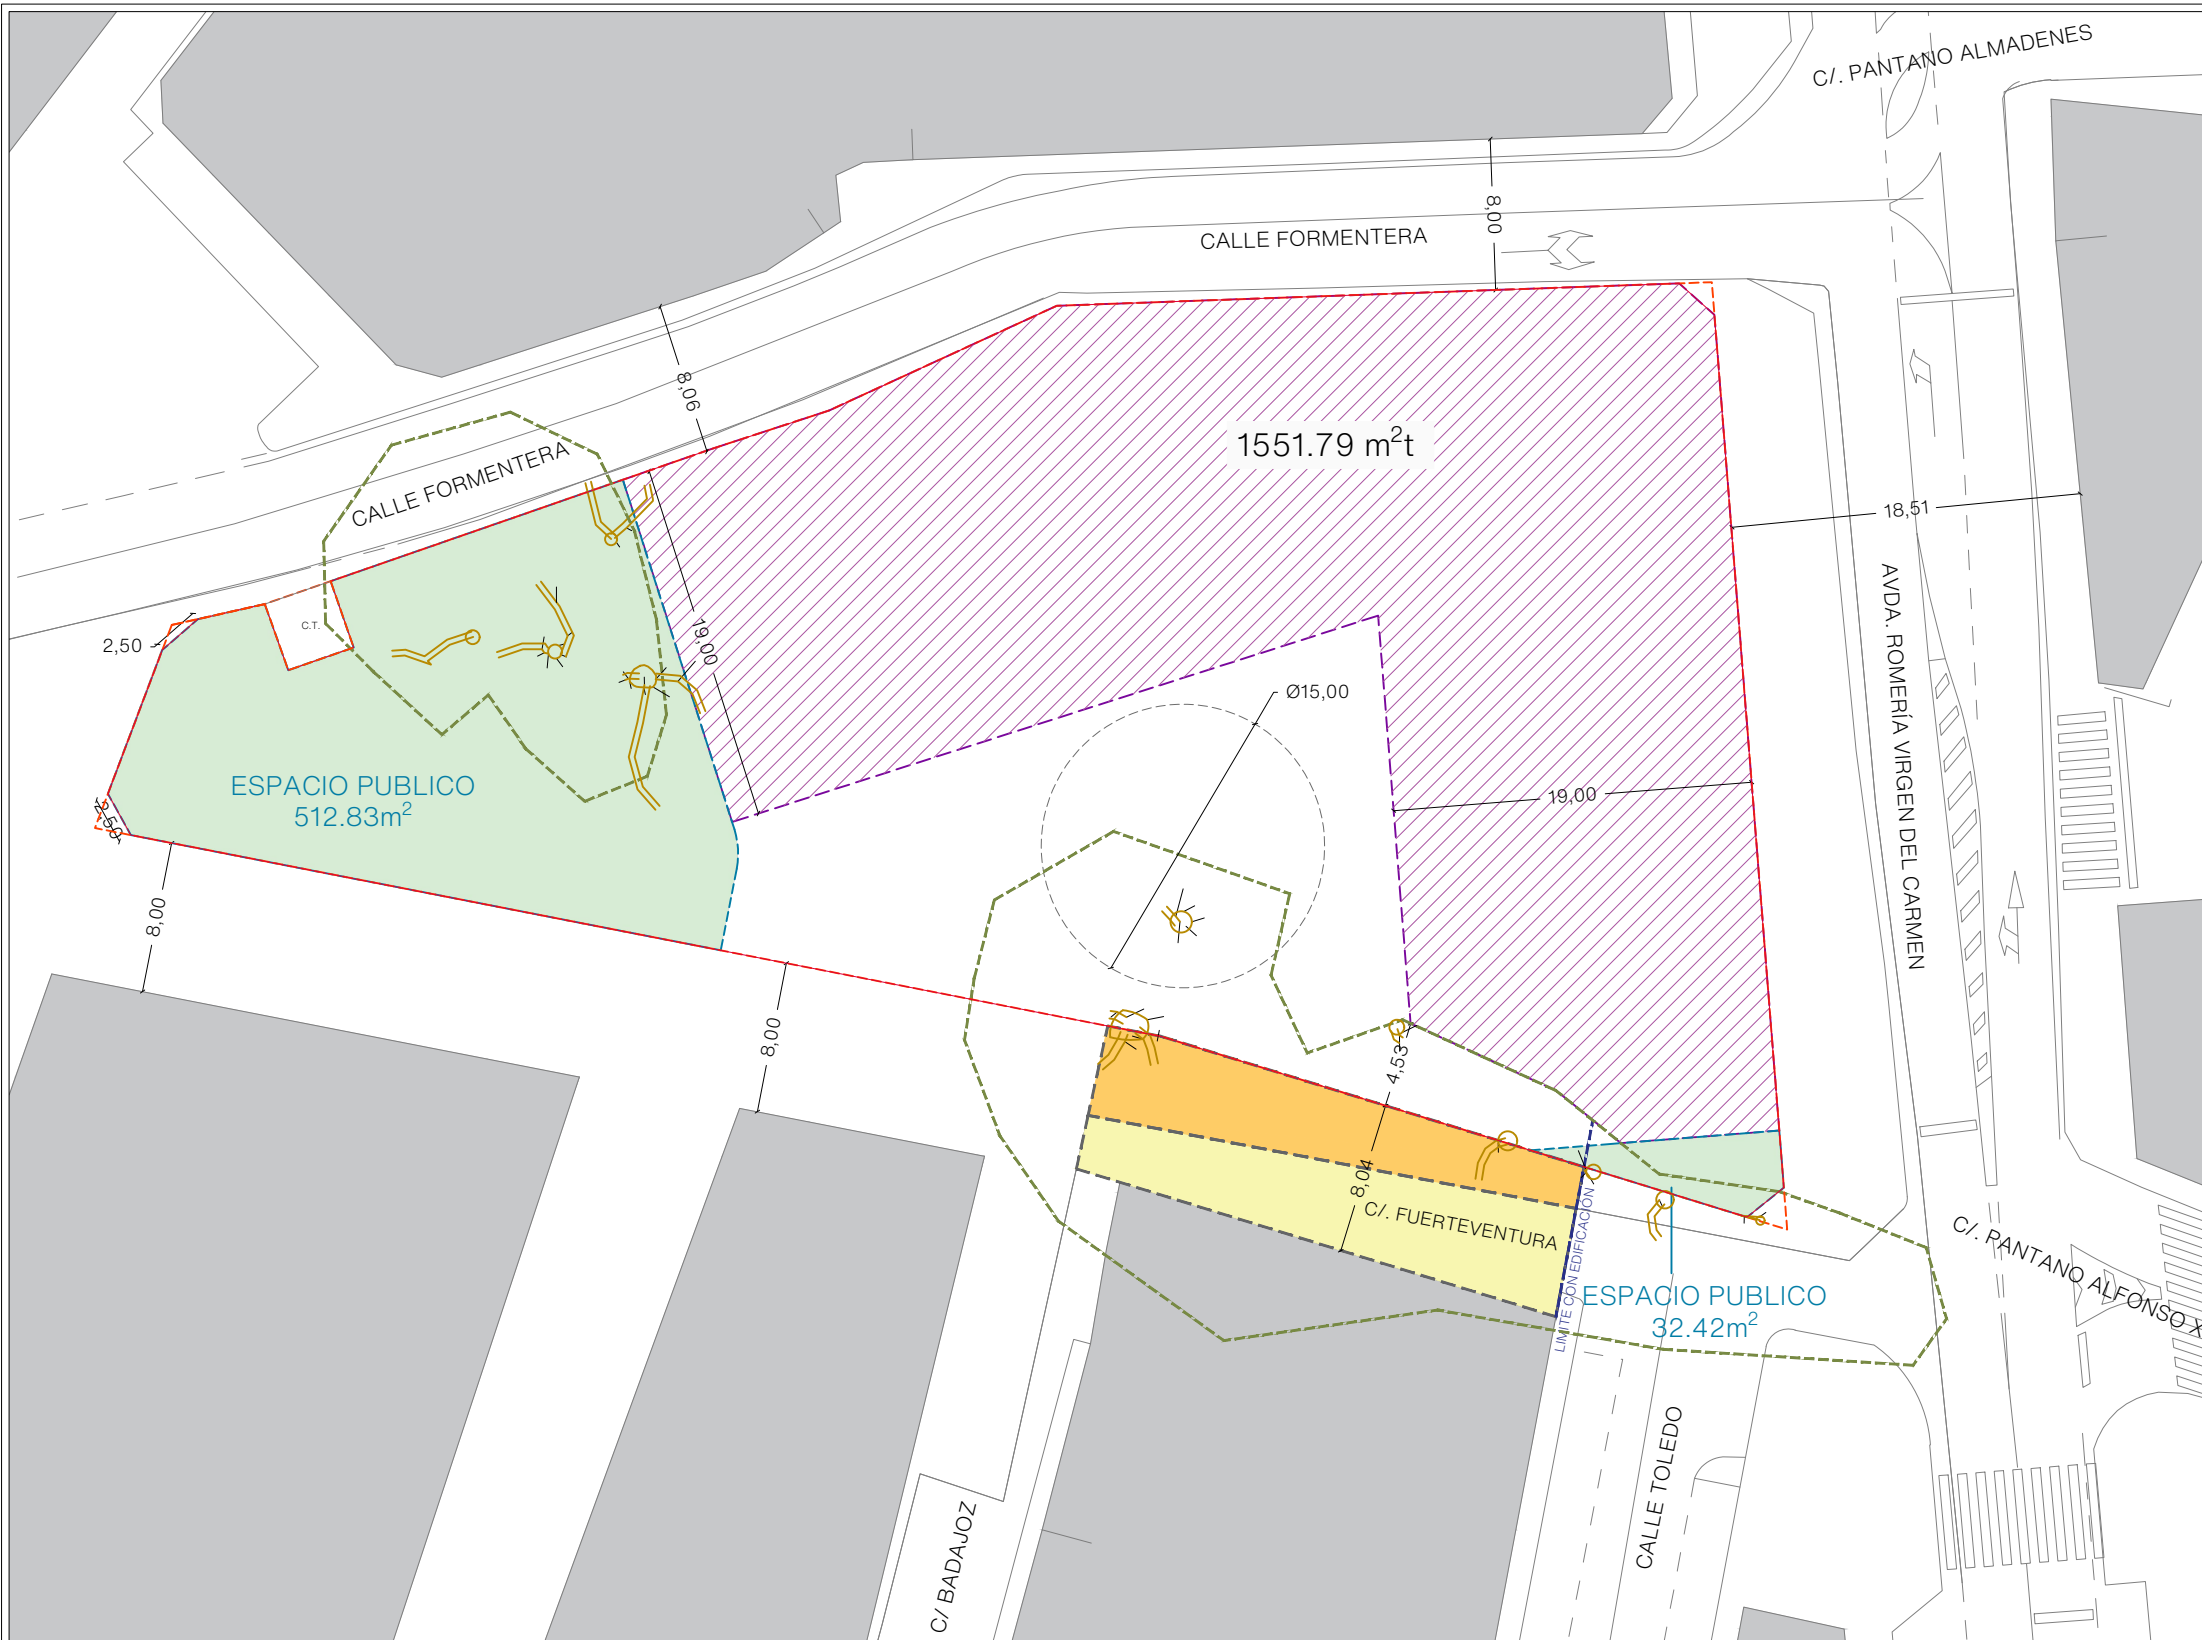 C/. PANTANO ALMADENES
8,00
CALLE FORMENTERA
8,06
1551.79 m²t
CALLE FORMENTERA
18,51
C.T.
2,50
19,00
AVDA. ROMERÍA VIRGEN DEL CARMEN
Ø15,00
ESPACIO PUBLICO
512.83m²
2,50
19,00
8,00
8,00
4,53
8,04
C/. FUERTEVENTURA
LIMITE CON EDIFICACIÓN
C/. PANTANO ALFONSO X
ESPACIO PUBLICO
32.42m²
CALLE TOLEDO
C/ BADAJOZ